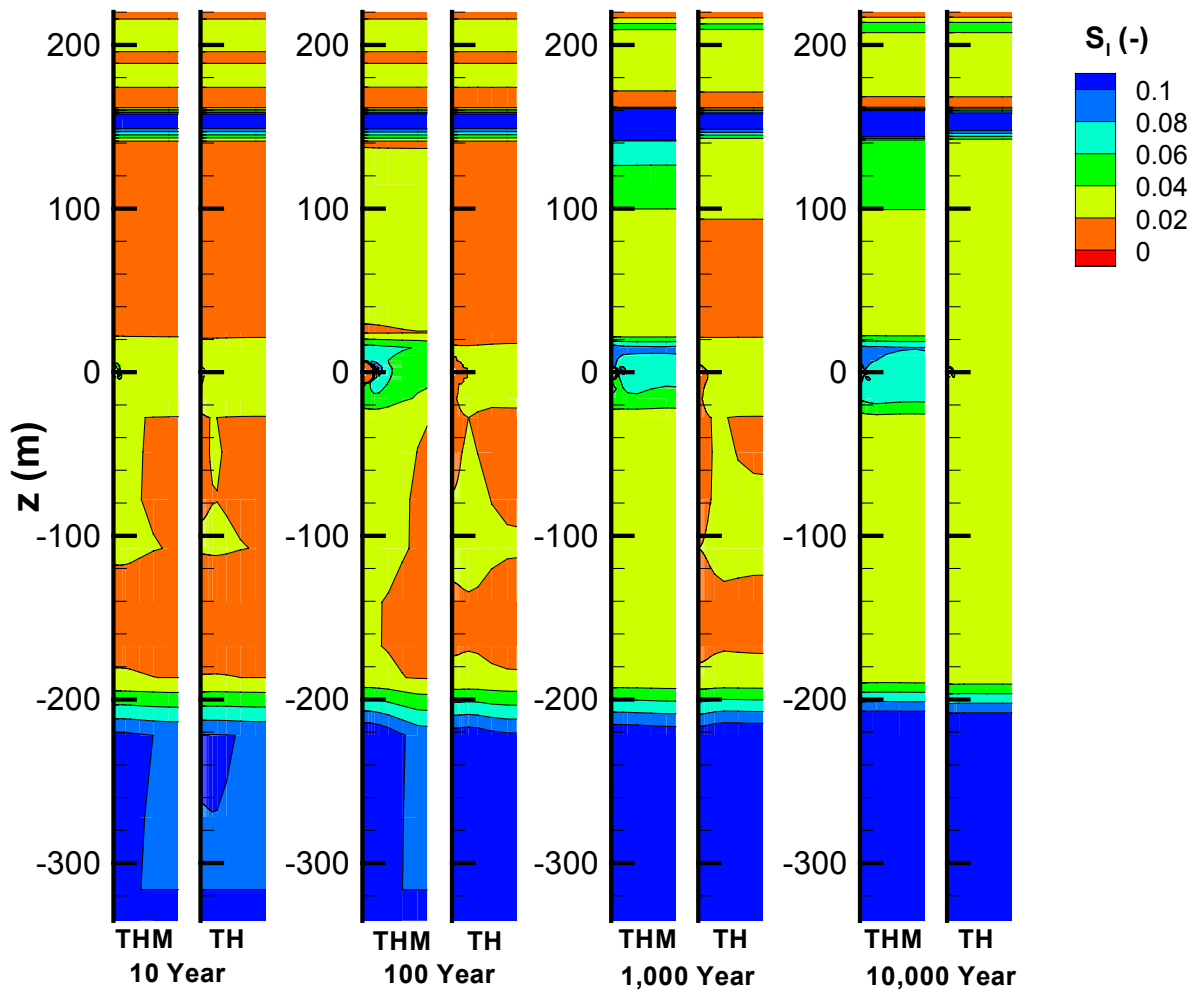 S_l (-)
0.1
0.08
0.06
0.04
0.02
0
z (m)
200 200 200 200
100 100 100 100
0 0 0 0
-100 -100 -100 -100
-200 -200 -200 -200
-300 -300 -300 -300
THM TH THM TH THM TH THM TH
10 Year 100 Year 1,000 Year 10,000 Year